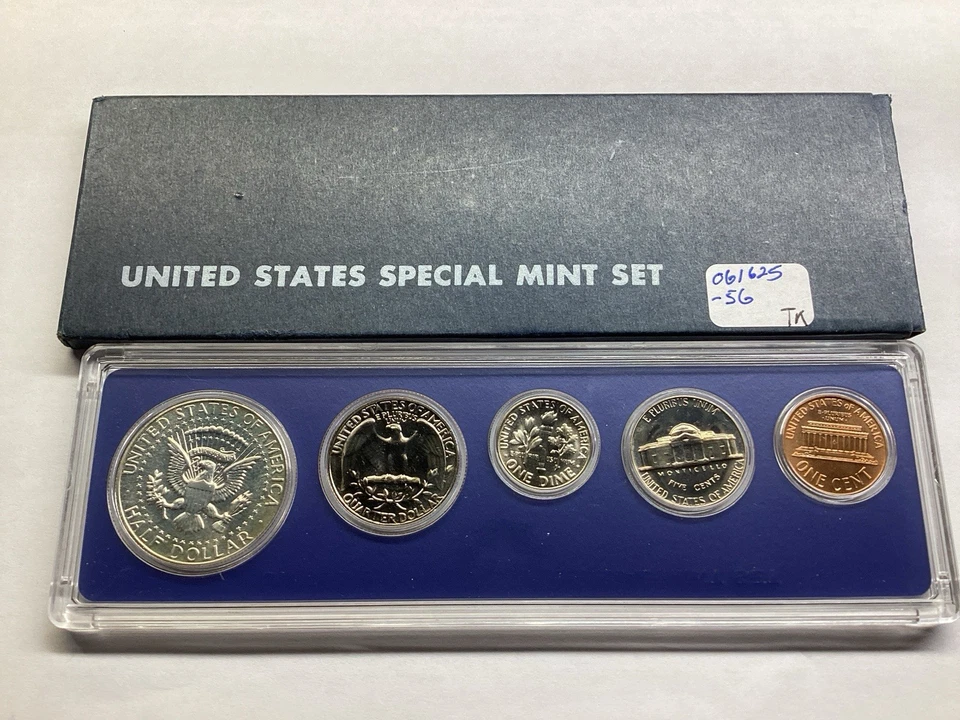 UNITED STATES SPECIAL MINT SET
061625
-56
TK
UNITED STATES OF AMERICA
HALF DOLLAR
UNITED STATES OF AMERICA
E PLURIBUS
QUARTER DOLLAR
UNITED STATES OF AMERICA
ONE DIME
E PLURIBUS UNUM
MONTICELLO
FIVE CENTS
UNITED STATES OF AMERICA
UNITED STATES OF AMERICA
E·PLURIBUS
UNUM
ONE CENT